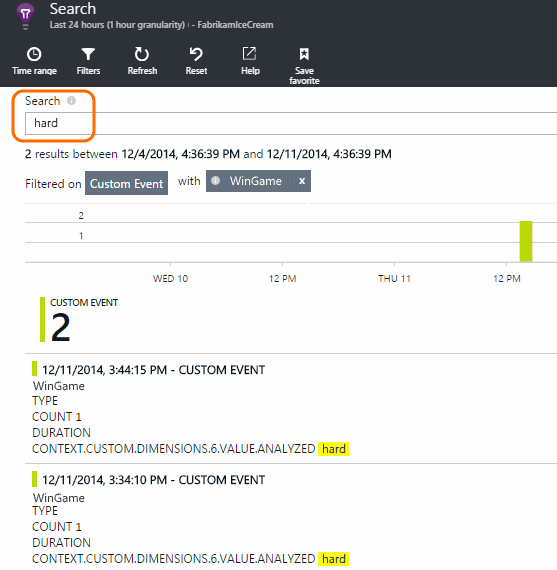 Search
Last 24 hours (1 hour granularity) - FabrikamIceCream
Time range Filters Refresh Reset Help Save favorite
Search
hard
2 results between 12/4/2014, 4:36:39 PM and 12/11/2014, 4:36:39 PM
Filtered on Custom Event with WinGame x
2
1
WED 10 12 PM THU 11 12 PM
CUSTOM EVENT
2
12/11/2014, 3:44:15 PM - CUSTOM EVENT
WinGame
TYPE
COUNT 1
DURATION
CONTEXT.CUSTOM.DIMENSIONS.6.VALUE.ANALYZED hard
12/11/2014, 3:34:10 PM - CUSTOM EVENT
WinGame
TYPE
COUNT 1
DURATION
CONTEXT.CUSTOM.DIMENSIONS.6.VALUE.ANALYZED hard